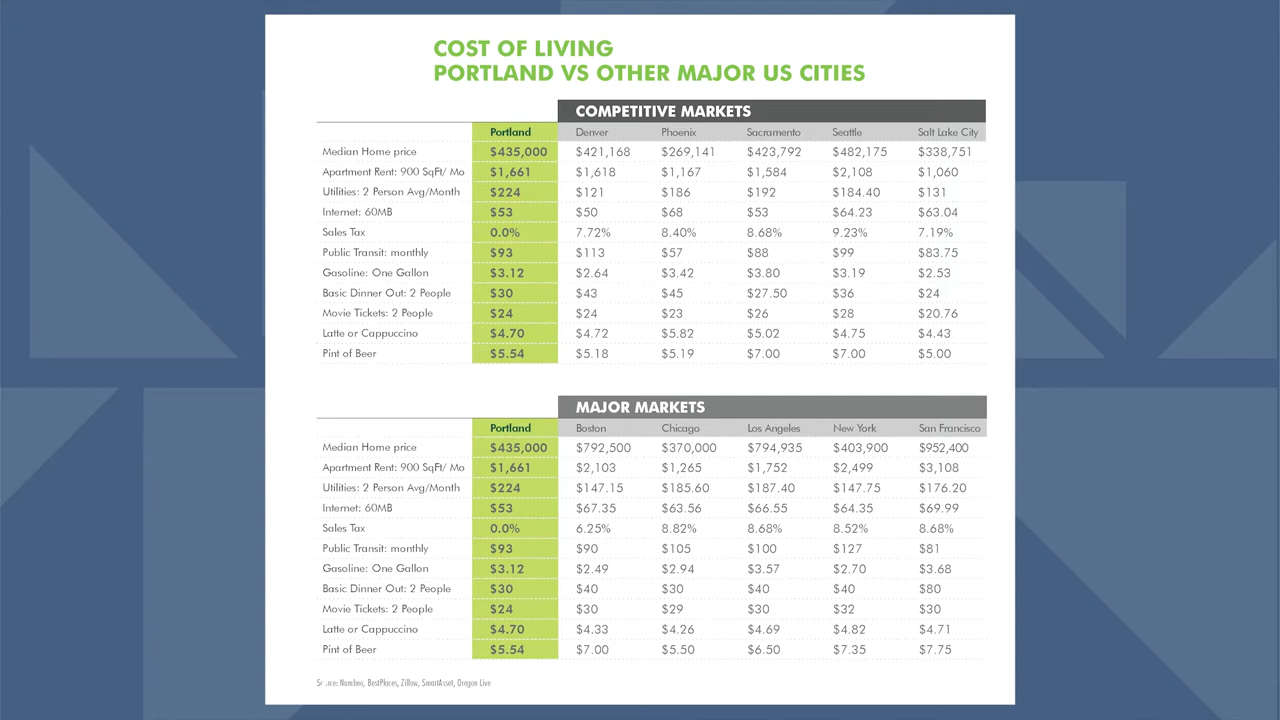 COST OF LIVING
PORTLAND VS OTHER MAJOR US CITIES
COMPETITIVE MARKETS
Portland Denver Phoenix Sacramento Seattle Salt Lake City
Median Home price $435,000 $421,168 $269,141 $423,792 $482,175 $338,751
Apartment Rent: 900 SqFt/ Mo $1,661 $1,618 $1,167 $1,584 $2,108 $1,060
Utilities: 2 Person Avg/Month $224 $121 $186 $192 $184.40 $131
Internet: 60MB $53 $50 $68 $53 $64.23 $63.04
Sales Tax 0.0% 7.72% 8.40% 8.68% 9.23% 7.19%
Public Transit: monthly $93 $113 $57 $88 $99 $83.75
Gasoline: One Gallon $3.12 $2.64 $3.42 $3.80 $3.19 $2.53
Basic Dinner Out: 2 People $30 $43 $45 $27.50 $36 $24
Movie Tickets: 2 People $24 $24 $23 $26 $28 $20.76
Latte or Cappuccino $4.70 $4.72 $5.82 $5.02 $4.75 $4.43
Pint of Beer $5.54 $5.18 $5.19 $7.00 $7.00 $5.00
MAJOR MARKETS
Portland Boston Chicago Los Angeles New York San Francisco
Median Home price $435,000 $792,500 $370,000 $794,935 $403,900 $952,400
Apartment Rent: 900 SqFt/ Mo $1,661 $2,103 $1,265 $1,752 $2,499 $3,108
Utilities: 2 Person Avg/Month $224 $147.15 $185.60 $187.40 $147.75 $176.20
Internet: 60MB $53 $67.35 $63.56 $66.55 $64.35 $69.99
Sales Tax 0.0% 6.25% 8.82% 8.68% 8.52% 8.68%
Public Transit: monthly $93 $90 $105 $100 $127 $81
Gasoline: One Gallon $3.12 $2.49 $2.94 $3.57 $2.70 $3.68
Basic Dinner Out: 2 People $30 $40 $30 $40 $40 $80
Movie Tickets: 2 People $24 $30 $29 $30 $32 $30
Latte or Cappuccino $4.70 $4.33 $4.26 $4.69 $4.82 $4.71
Pint of Beer $5.54 $7.00 $5.50 $6.50 $7.35 $7.75
Numbeo, BestPlaces, Zillow, SmartAsset, Oregon Live